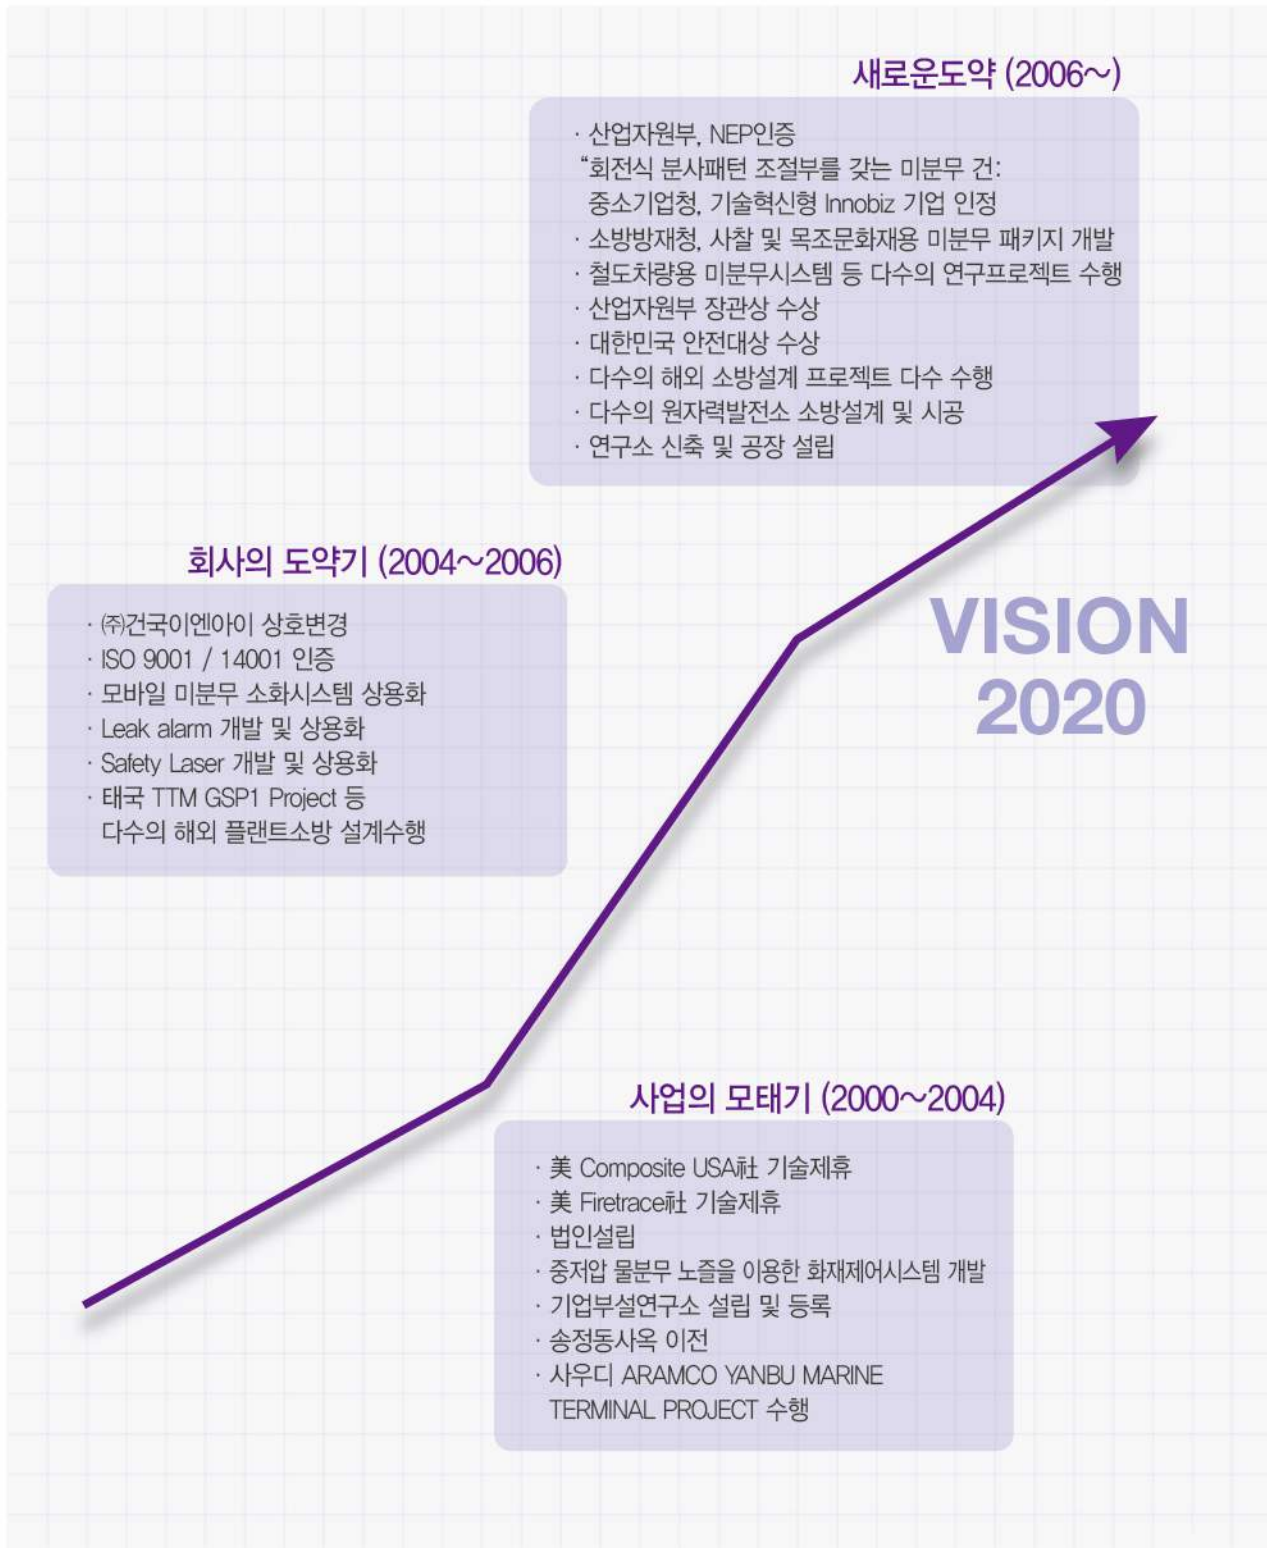 새로운도약 (2006～)
· 산업자원부, NEP인증
“회전식 분사패턴 조절부를 갖는 미분무 건:
중소기업청, 기술혁신형 Innobiz 기업 인정
· 소방방재청, 사찰 및 목조문화재용 미분무 패키지 개발
· 철도차량용 미분무시스템 등 다수의 연구프로젝트 수행
· 산업자원부 장관상 수상
· 대한민국 안전대상 수상
· 다수의 해외 소방설계 프로젝트 다수 수행
· 다수의 원자력발전소 소방설계 및 시공
· 연구소 신축 및 공장 설립
회사의 도약기 (2004～2006)
· ㈜건국이엔아이 상호변경
· ISO 9001 / 14001 인증
· 모바일 미분무 소화시스템 상용화
· Leak alarm 개발 및 상용화
· Safety Laser 개발 및 상용화
· 태국 TTM GSP1 Project 등
다수의 해외 플랜트소방 설계수행
VISION
2020
사업의 모태기 (2000～2004)
· 美 Composite USA社 기술제휴
· 美 Firetrace社 기술제휴
· 법인설립
· 중저압 물분무 노즐을 이용한 화재제어시스템 개발
· 기업부설연구소 설립 및 등록
· 송정동사옥 이전
· 사우디 ARAMCO YANBU MARINE
TERMINAL PROJECT 수행